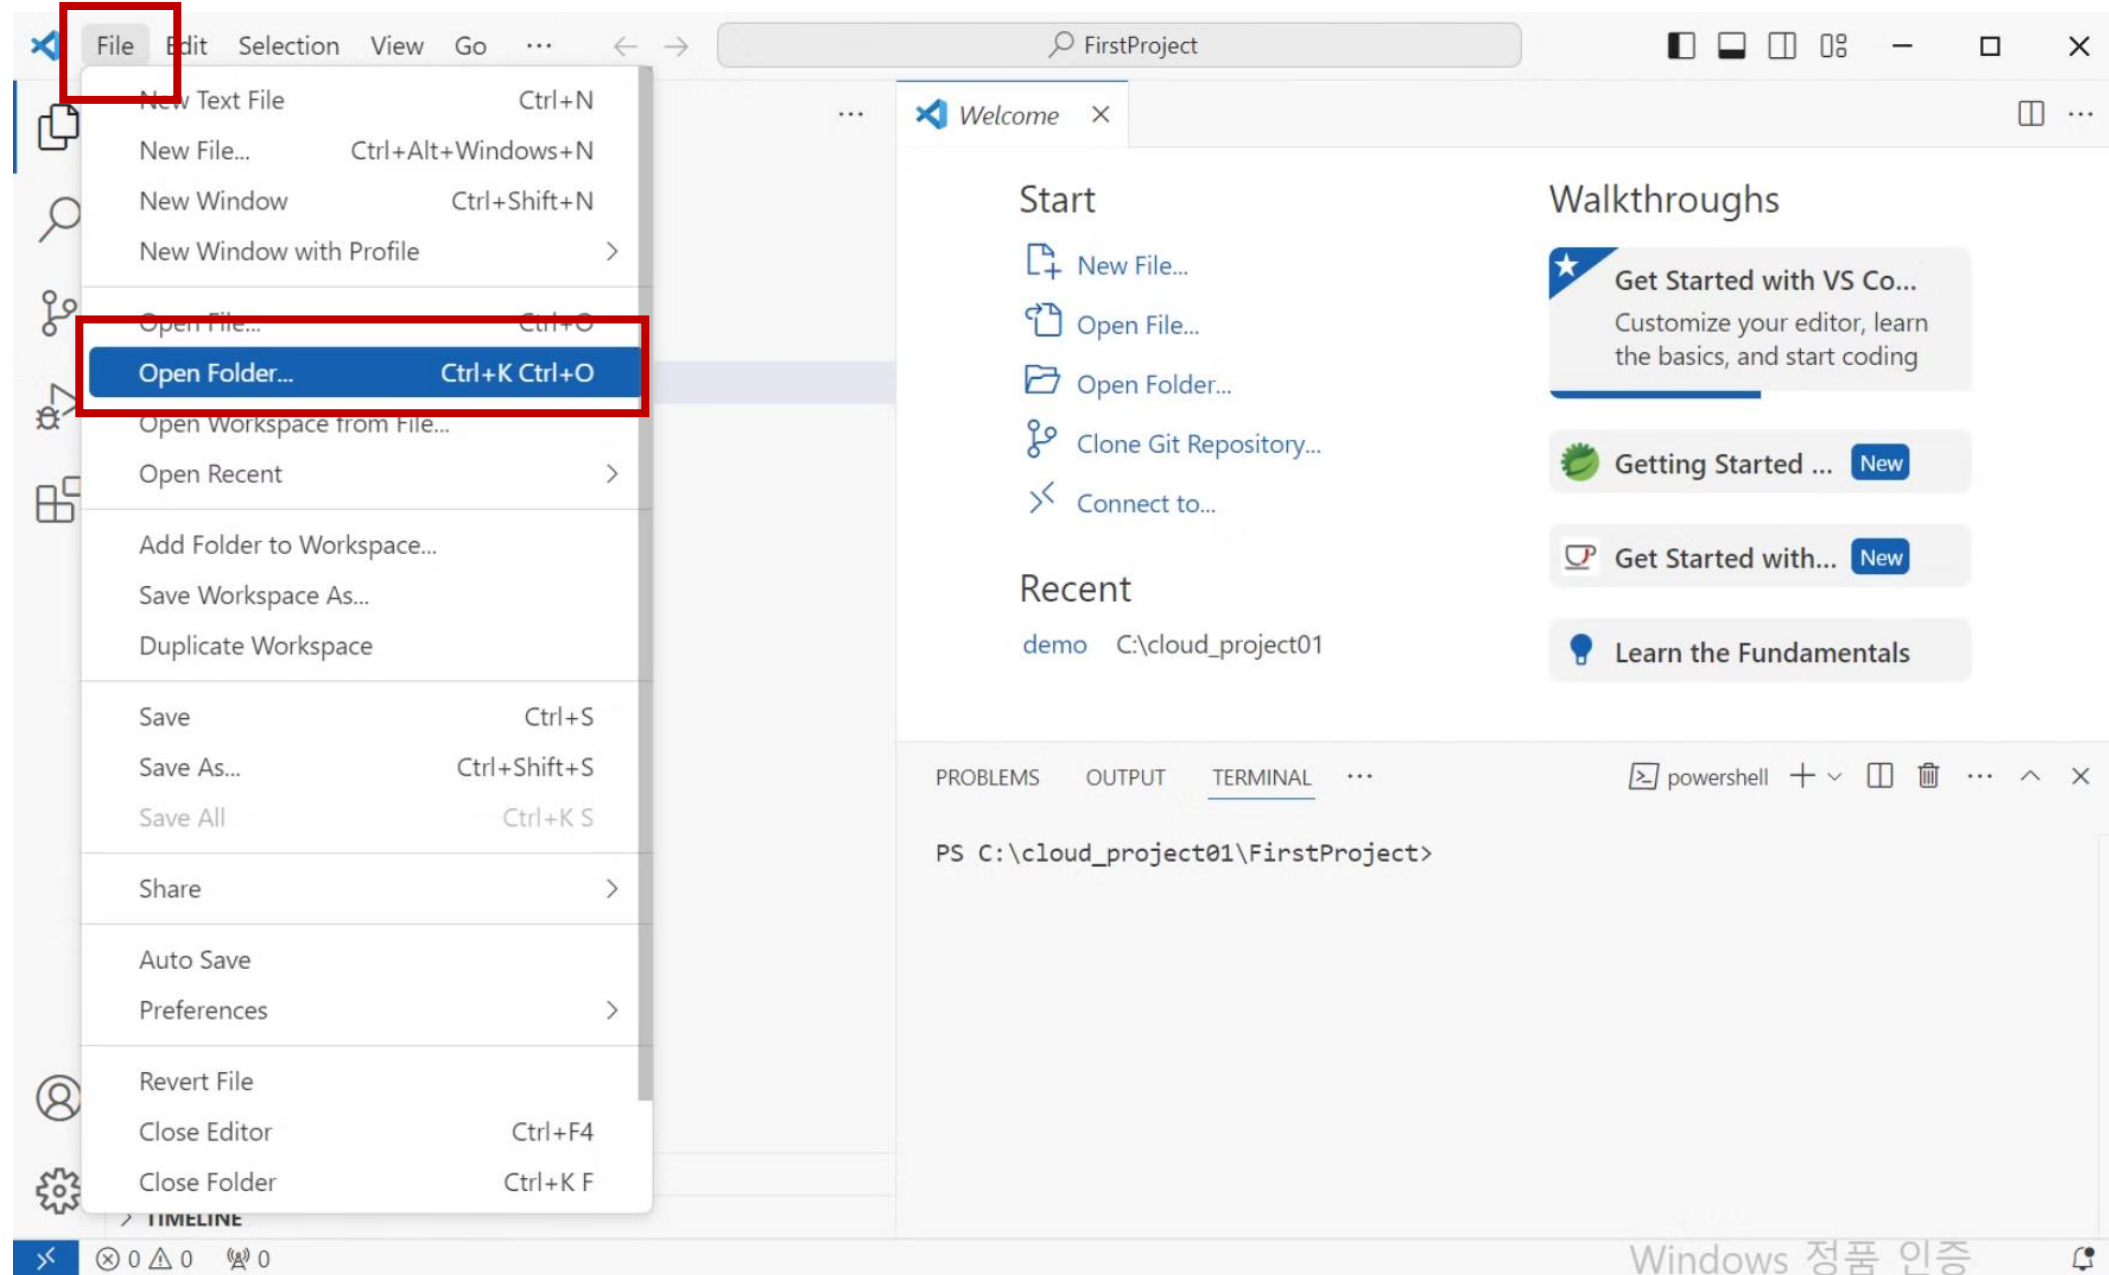 File Edit Selection View Go ··· FirstProject
New Text File Ctrl+N
New File... Ctrl+Alt+Windows+N
New Window Ctrl+Shift+N
New Window with Profile
Open File... Ctrl+O
Open Folder... Ctrl+K Ctrl+O
Open Workspace from File...
Open Recent
Add Folder to Workspace...
Save Workspace As...
Duplicate Workspace
Save Ctrl+S
Save As... Ctrl+Shift+S
Save All Ctrl+K S
Share
Auto Save
Preferences
Revert File
Close Editor Ctrl+F4
Close Folder Ctrl+K F
TIMELINE
Welcome
Start
New File...
Open File...
Open Folder...
Clone Git Repository...
Connect to...
Recent
demo C:\cloud_project01
Walkthroughs
Get Started with VS Co...
Customize your editor, learn
the basics, and start coding
Getting Started ... New
Get Started with... New
Learn the Fundamentals
PROBLEMS OUTPUT TERMINAL ··· powershell
PS C:\cloud_project01\FirstProject>
0 0 0
Windows 정품 인증